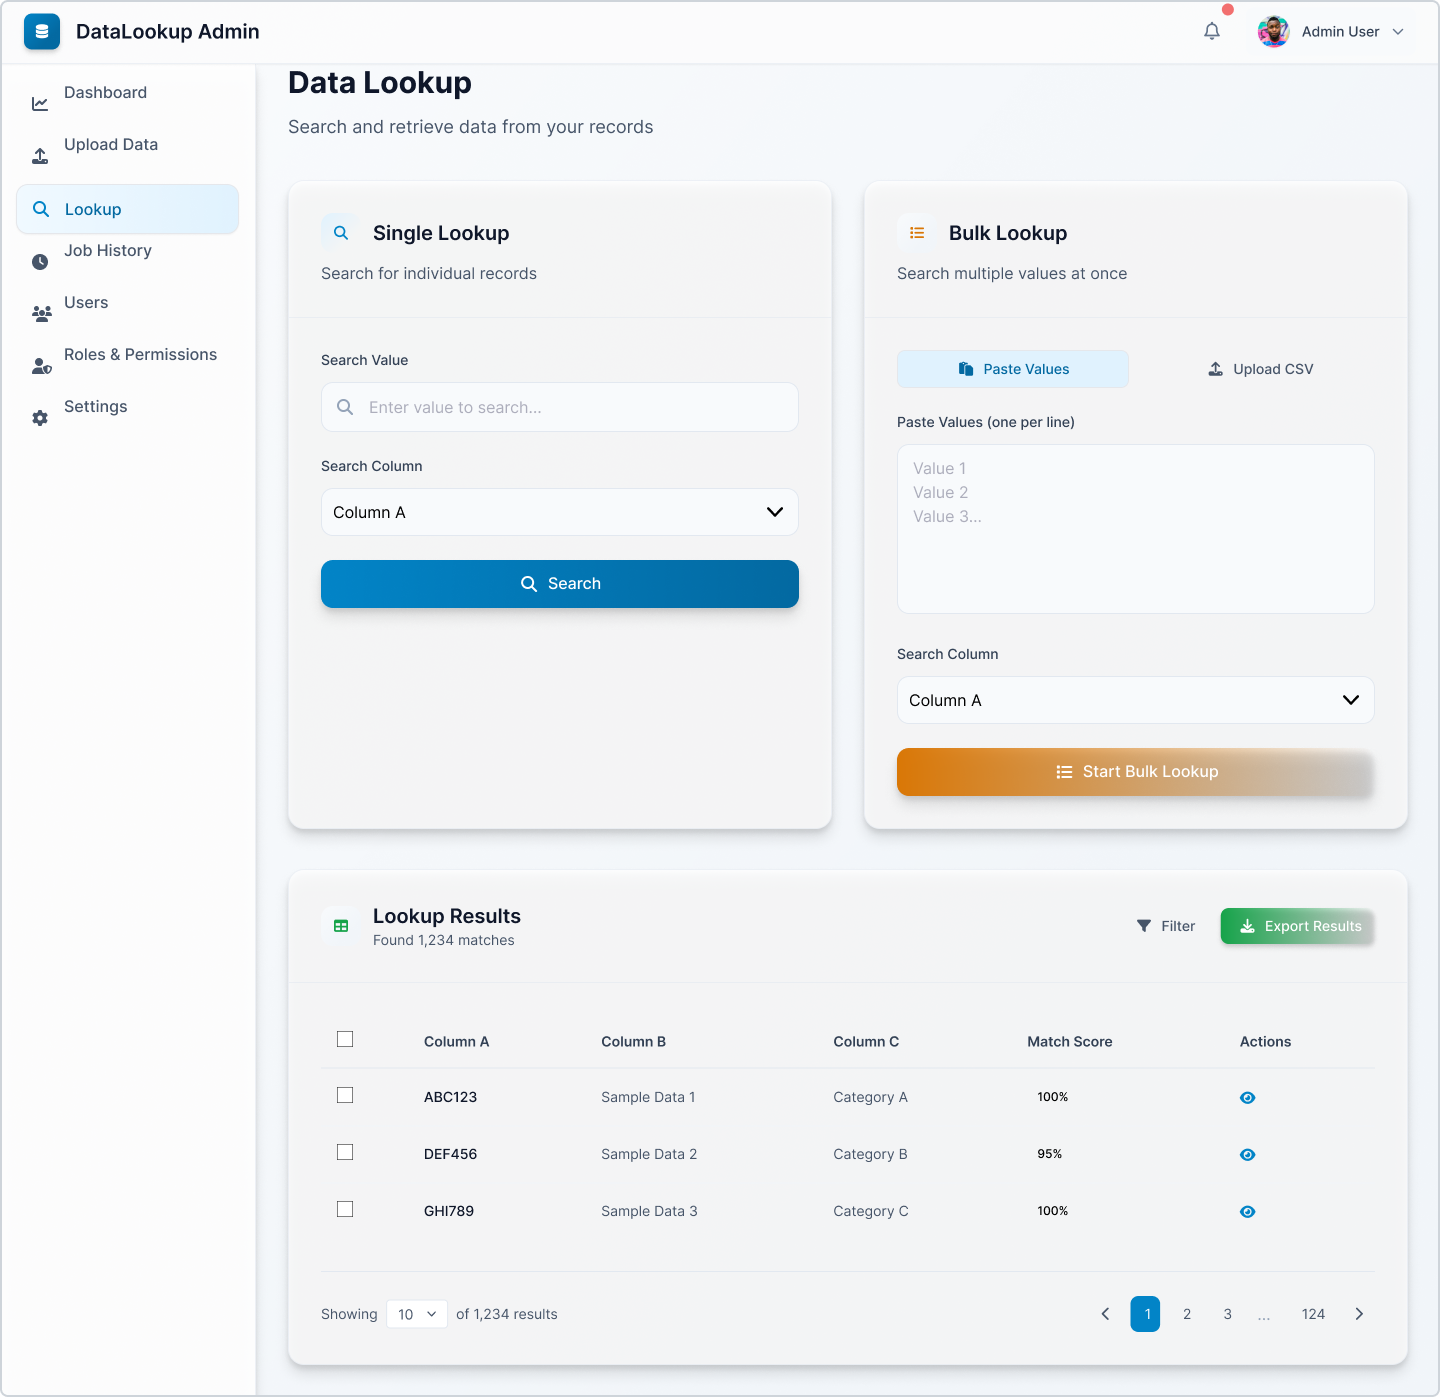 DataLookup Admin
Admin User
Dashboard
Upload Data
Lookup
Job History
Users
Roles & Permissions
Settings
Data Lookup
Search and retrieve data from your records
Single Lookup
Search for individual records
Search Value
Enter value to search...
Search Column
Column A
Search
Bulk Lookup
Search multiple values at once
Paste Values
Upload CSV
Paste Values (one per line)
Value 1
Value 2
Value 3...
Search Column
Column A
Start Bulk Lookup
Lookup Results
Found 1,234 matches
Filter
Export Results
Column A Column B Column C Match Score Actions
ABC123 Sample Data 1 Category A 100%
DEF456 Sample Data 2 Category B 95%
GHI789 Sample Data 3 Category C 100%
Showing 10 of 1,234 results
1 2 3 ... 124